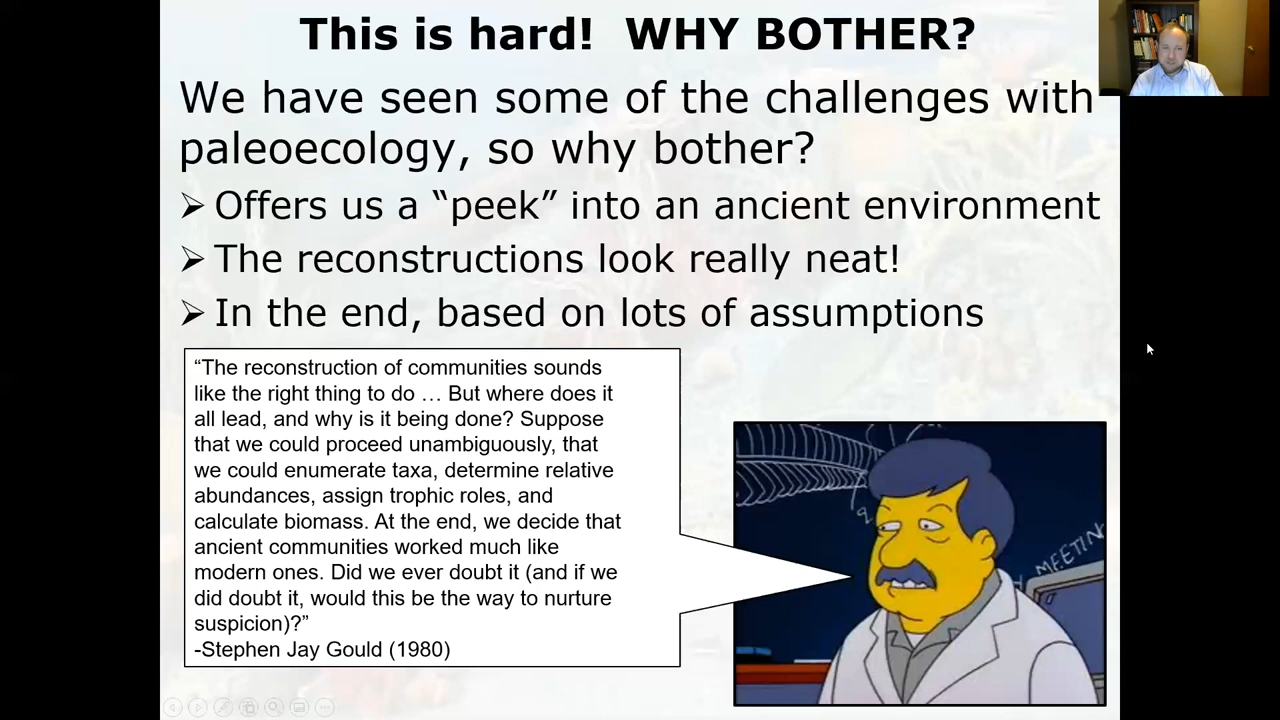 This is hard!  WHY BOTHER?
We have seen some of the challenges with
paleoecology, so why bother?
➢ Offers us a “peek” into an ancient environment
➢ The reconstructions look really neat!
➢ In the end, based on lots of assumptions
“The reconstruction of communities sounds
like the right thing to do … But where does it
all lead, and why is it being done? Suppose
that we could proceed unambiguously, that
we could enumerate taxa, determine relative
abundances, assign trophic roles, and
calculate biomass. At the end, we decide that
ancient communities worked much like
modern ones. Did we ever doubt it (and if we
did doubt it, would this be the way to nurture
suspicion)?”
-Stephen Jay Gould (1980)
MEETIN